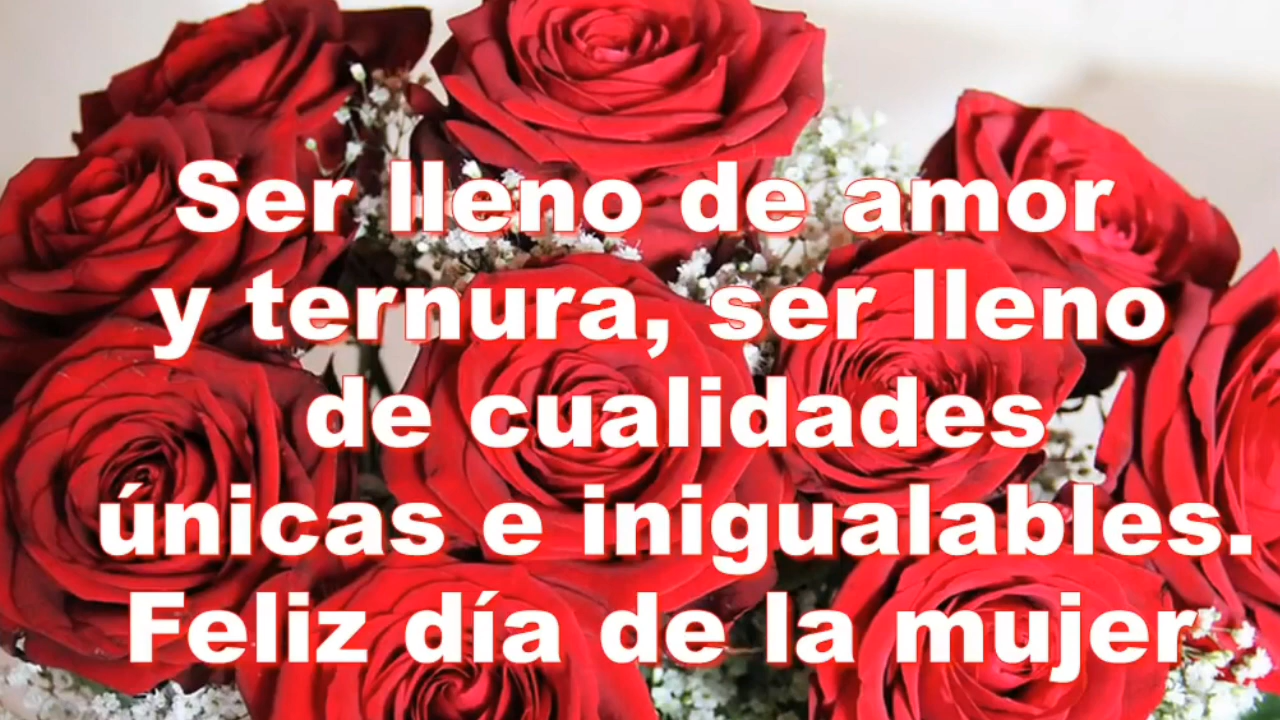 Ser lleno de amor
y ternura, ser lleno
de cualidades
únicas e inigualables.
Feliz día de la mujer